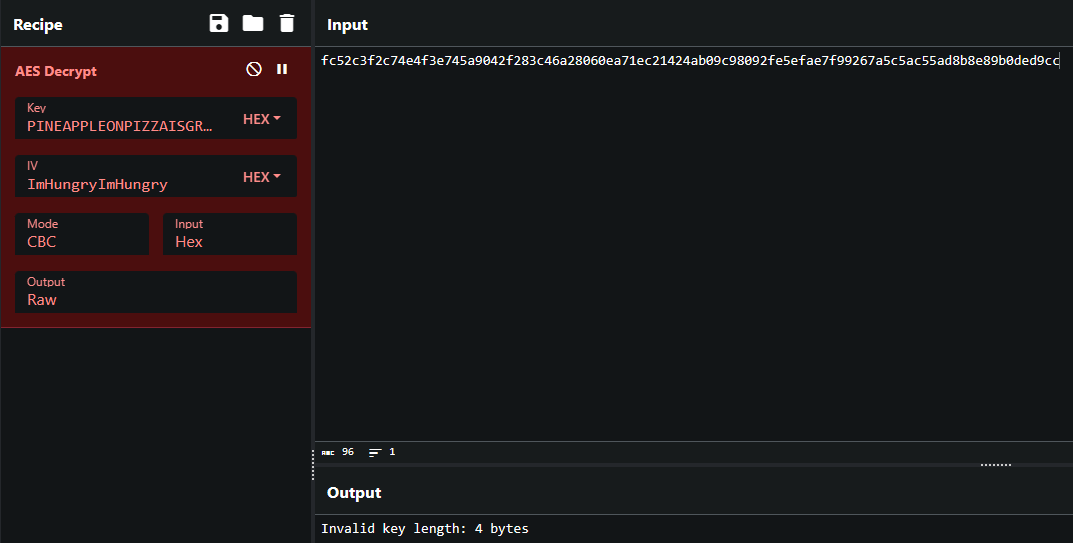 Recipe
AES Decrypt
Key
PINEAPPLEONPIZZAISGR…
HEX
IV
ImHungryImHungry
HEX
Mode
CBC
Input
Hex
Output
Raw
Input
fc52c3f2c74e4f3e745a9042f283c46a28060ea71ec21424ab09c98092fe5efae7f99267a5c5ac55ad8b8e89b0ded9cc
ABC 96 1
Output
Invalid key length: 4 bytes